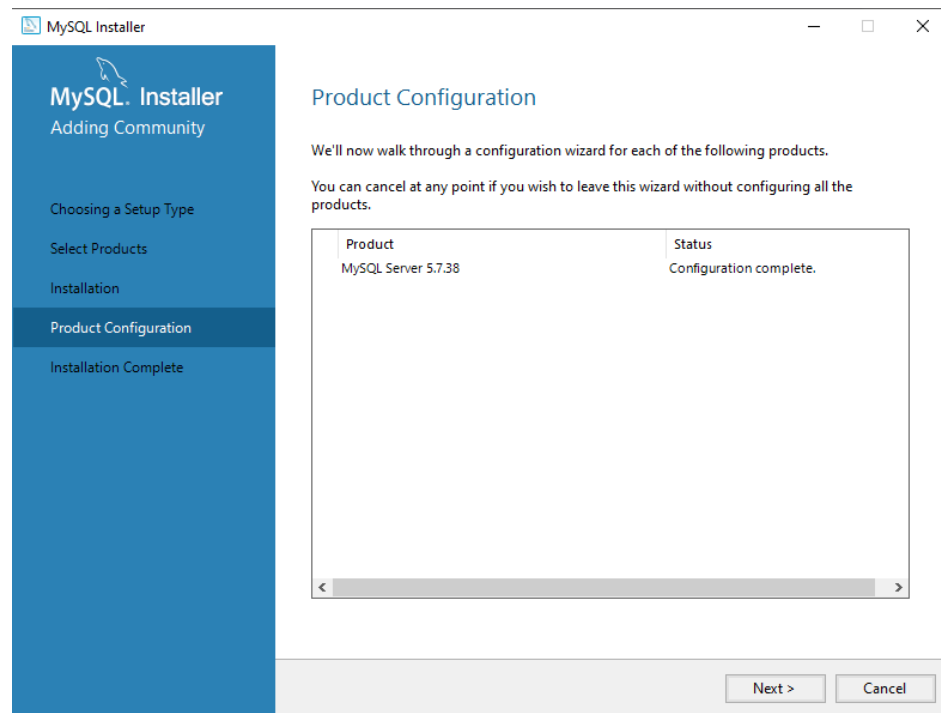 MySQL Installer
MySQL. Installer
Adding Community
Choosing a Setup Type
Select Products
Installation
Product Configuration
Installation Complete
Product Configuration
We'll now walk through a configuration wizard for each of the following products.
You can cancel at any point if you wish to leave this wizard without configuring all the
products.
Product Status
MySQL Server 5.7.38 Configuration complete.
Next > Cancel